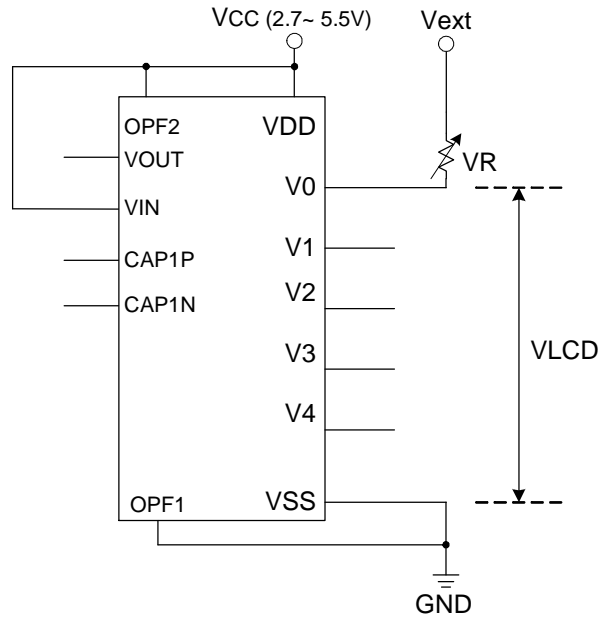 VCC (2.7~ 5.5V)
Vext
OPF2
VDD
VOUT
VR
V0
VIN
V1
CAP1P
V2
CAP1N
V3
VLCD
V4
OPF1
VSS
GND